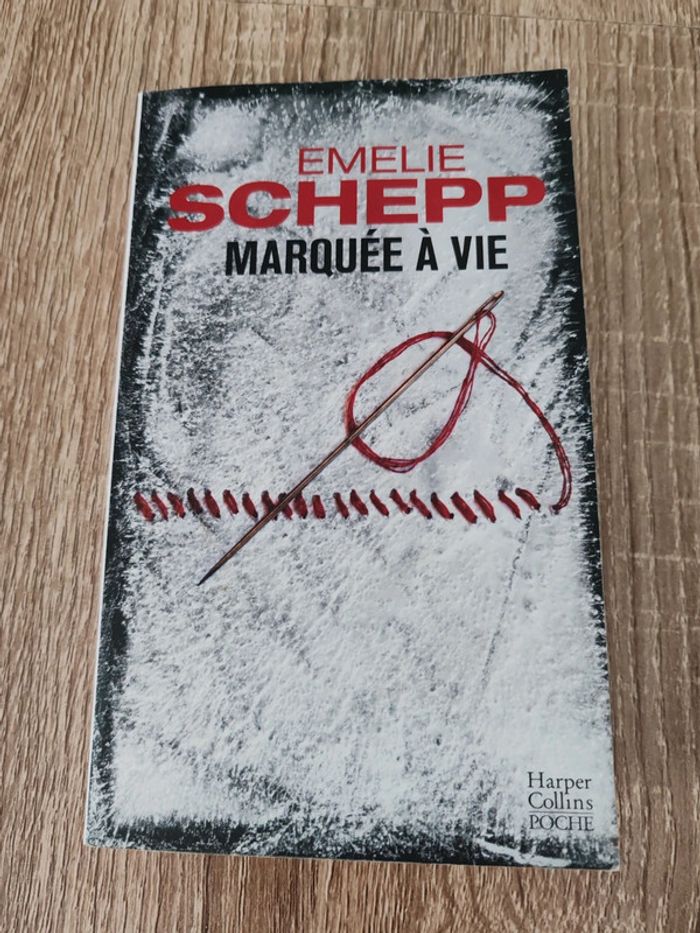 EMELIE
SCHEPP
MARQUÉE À VIE
Harper
Collins
POCHE